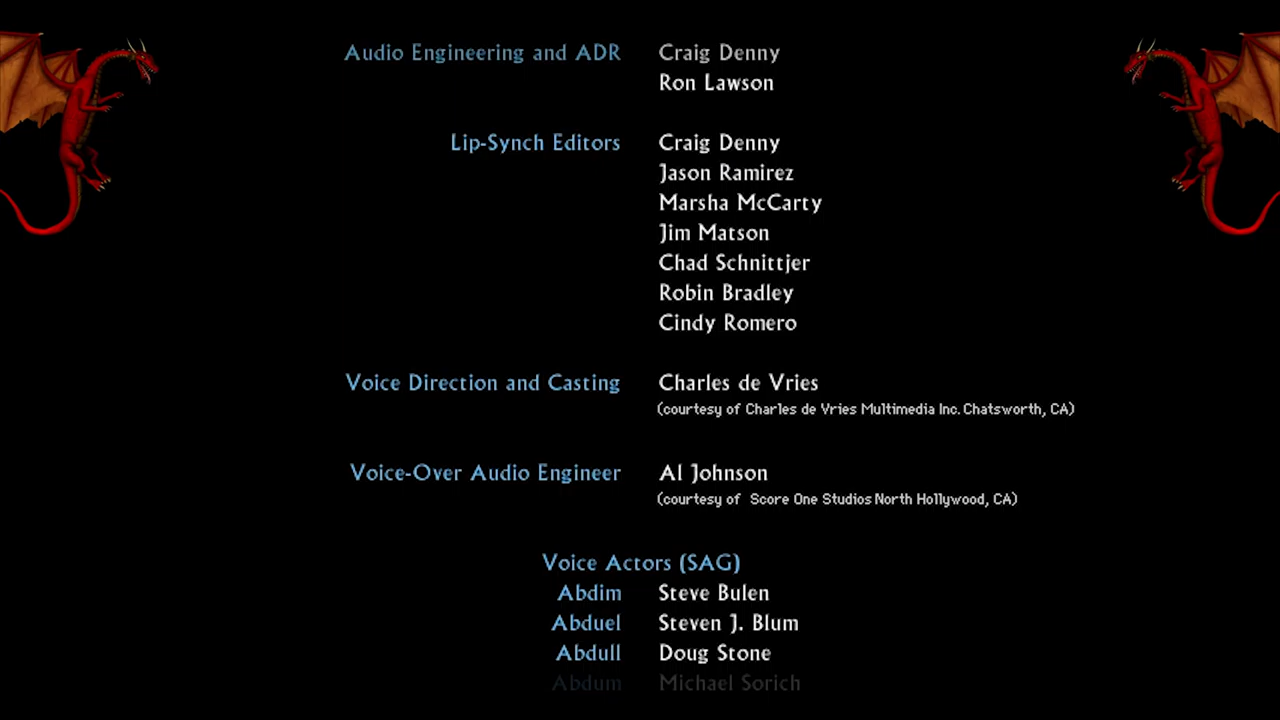 Audio Engineering and ADR Craig Denny
Ron Lawson
Lip-Synch Editors Craig Denny
Jason Ramirez
Marsha McCarty
Jim Matson
Chad Schnittjer
Robin Bradley
Cindy Romero
Voice Direction and Casting Charles de Vries
(courtesy of Charles de Vries Multimedia Inc. Chatsworth, CA)
Voice-Over Audio Engineer Al Johnson
(courtesy of Score One Studios North Hollywood, CA)
Voice Actors (SAG)
Abdim Steve Bulen
Abduel Steven J. Blum
Abdull Doug Stone
Abdum Michael Sorich